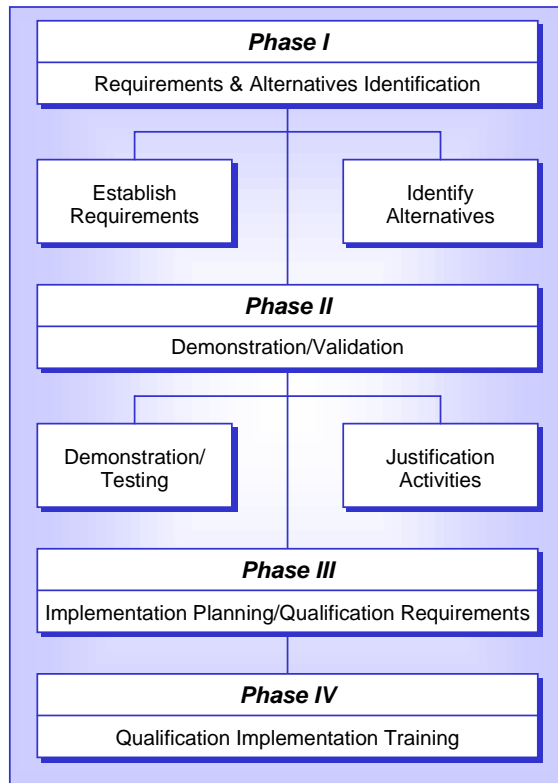 Phase I
Requirements & Alternatives Identification
Establish
Requirements
Identify
Alternatives
Phase II
Demonstration/Validation
Demonstration/
Testing
Justification
Activities
Phase III
Implementation Planning/Qualification Requirements
Phase IV
Qualification Implementation Training